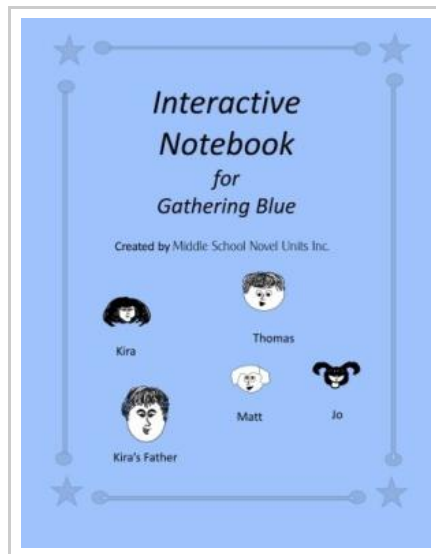 Interactive
Notebook
for
Gathering Blue
Created by Middle School Novel Units Inc.
Thomas
Kira
Matt
Jo
Kira's Father